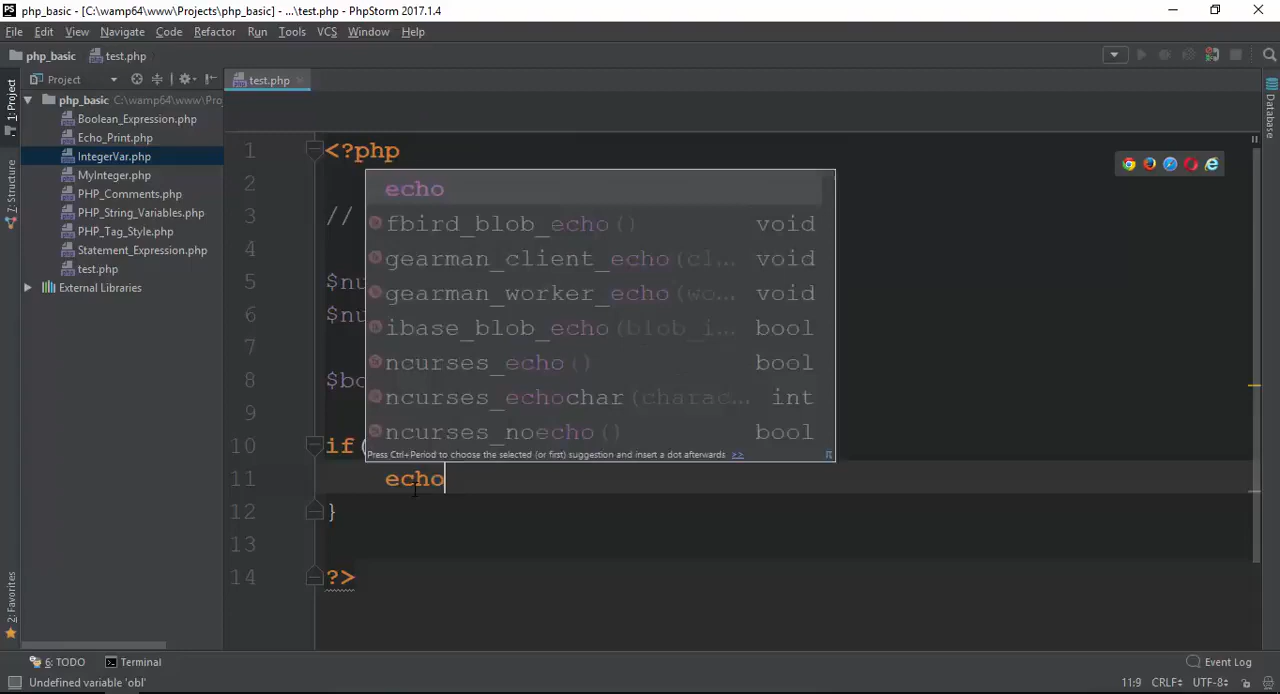 php_basic - [C:\wamp64\www\Projects\php_basic] - ...\test.php - PhpStorm 2017.1.4
File Edit View Navigate Code Refactor Run Tools VCS Window Help
php_basic test.php
Project
test.php
1: Project
Z: Structure
2: Favorites
Database
php_basic C:\wamp64\www\Pro
Boolean_Expression.php
Echo_Print.php
IntegerVar.php
MyInteger.php
PHP_Comments.php
PHP_String_Variables.php
PHP_Tag_Style.php
Statement_Expression.php
test.php
External Libraries
1 <?php
2
3 //
4
5 $nu
6 $nu
7
8 $bo
9
10 if(
11 echo
12 }
13
14 ?>
echo
fbird_blob_echo() void
gearman_client_echo(cl... void
gearman_worker_echo(wo... void
ibase_blob_echo(blob_i... bool
ncurses_echo() bool
ncurses_echochar(charac... int
ncurses_noecho() bool
Press Ctrl+Period to choose the selected (or first) suggestion and insert a dot afterwards >> π
6: TODO Terminal Event Log
Undefined variable 'obl' 11:9 CRLF UTF-8